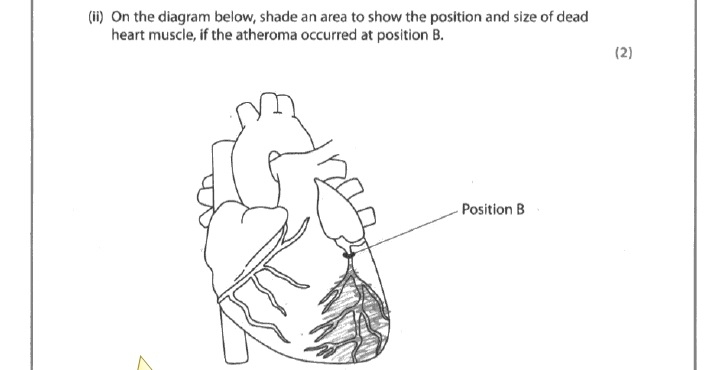 (ii) On the diagram below, shade an area to show the position and size of dead
heart muscle, if the atheroma occurred at position B.
(2)
Position B